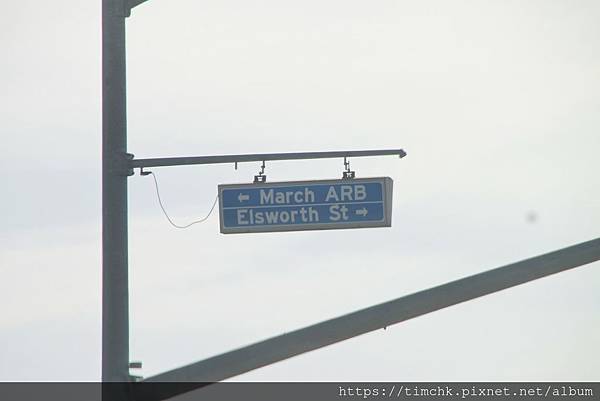 ← March ARB
Elsworth St →
https://timchk.pixnet.net/album